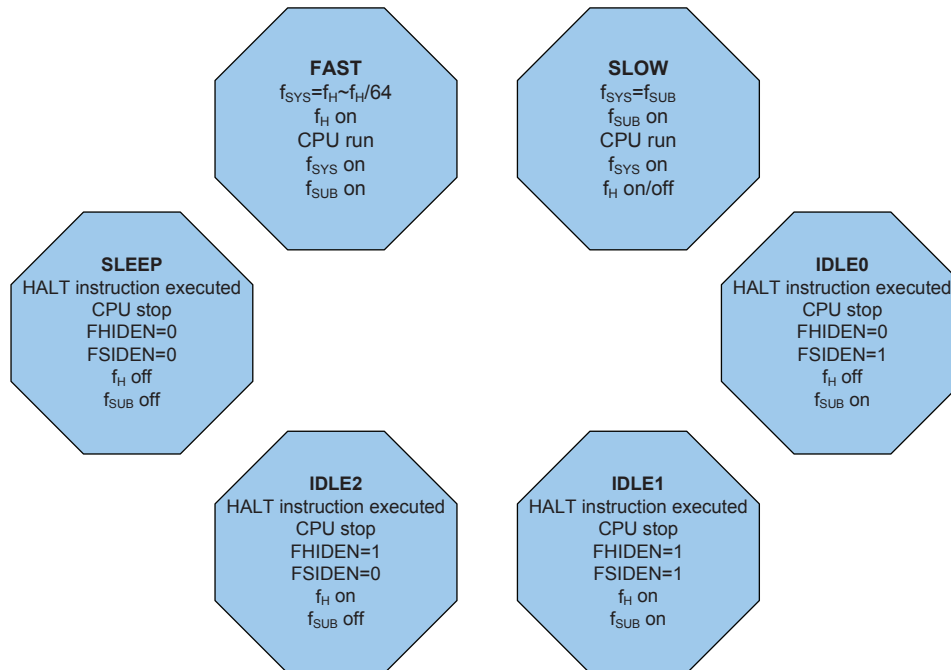 FAST
fSYS=fH~fH/64
fH on
CPU run
fSYS on
fSUB on
SLOW
fSYS=fSUB
fSUB on
CPU run
fSYS on
fH on/off
SLEEP
HALT instruction executed
CPU stop
FHIDEN=0
FSIDEN=0
fH off
fSUB off
IDLE0
HALT instruction executed
CPU stop
FHIDEN=0
FSIDEN=1
fH off
fSUB on
IDLE2
HALT instruction executed
CPU stop
FHIDEN=1
FSIDEN=0
fH on
fSUB off
IDLE1
HALT instruction executed
CPU stop
FHIDEN=1
FSIDEN=1
fH on
fSUB on